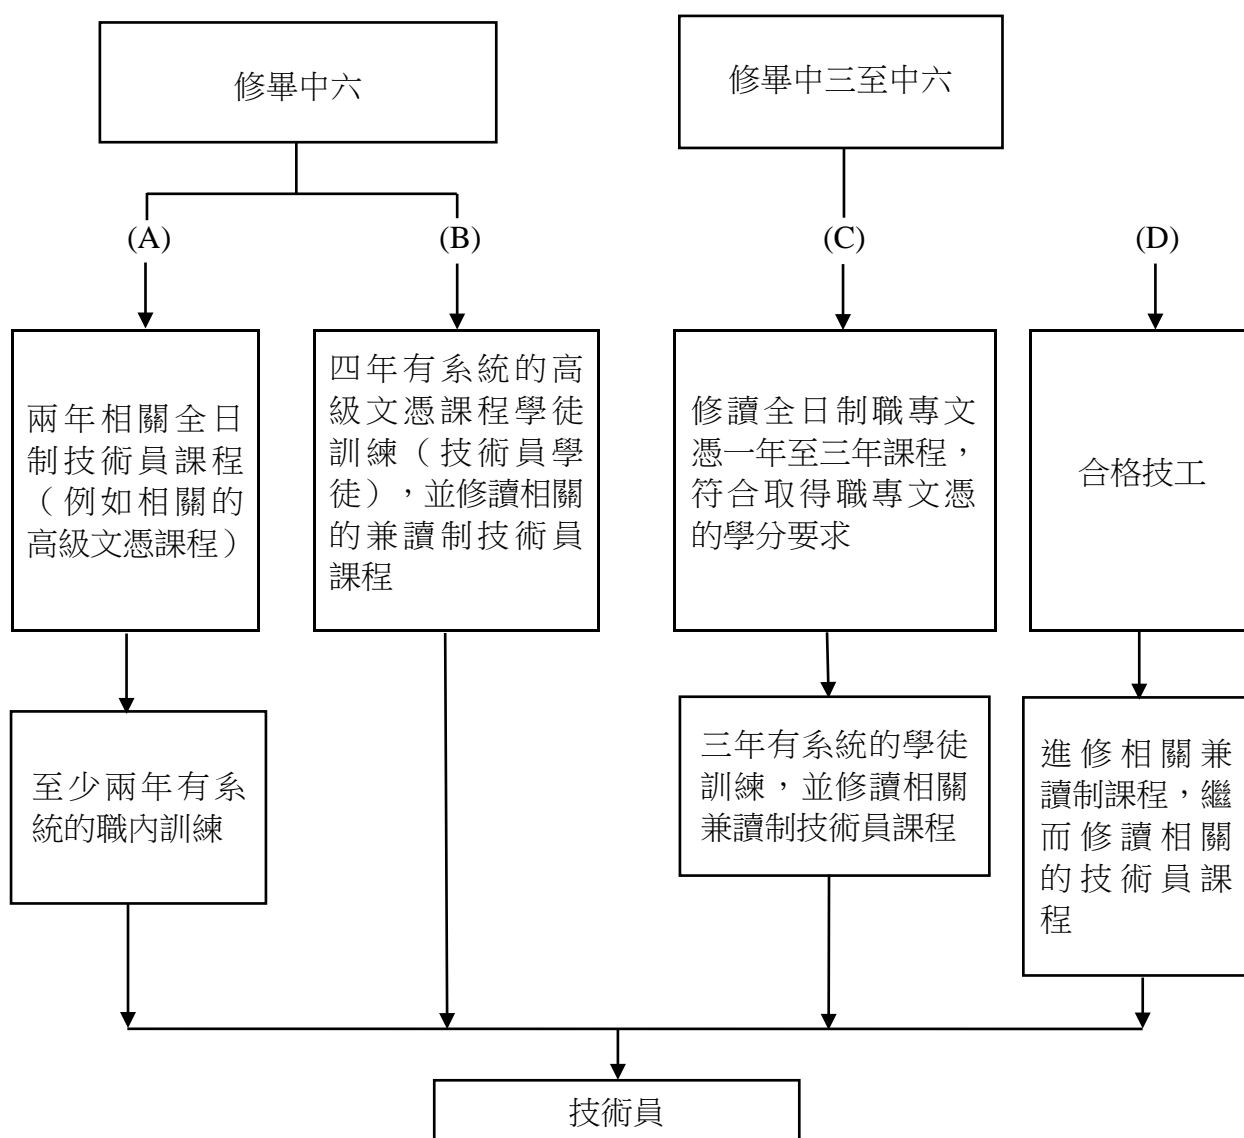 修畢中六
修畢中三至中六
(A)
(B)
(C)
(D)
兩年相關全日
制技術員課程
（例如相關的
高級文憑課程）
四年有系統的高
級文憑課程學徒
訓練（技術員學
徒），並修讀相關
的兼讀制技術員
課程
修讀全日制職專文
憑一年至三年課程，
符合取得職專文憑
的學分要求
合格技工
至少兩年有系
統的職內訓練
三年有系統的學徒
訓練，並修讀相關
兼讀制技術員課程
進修相關兼
讀制課程，繼
而修讀相關
的技術員課
程
技術員